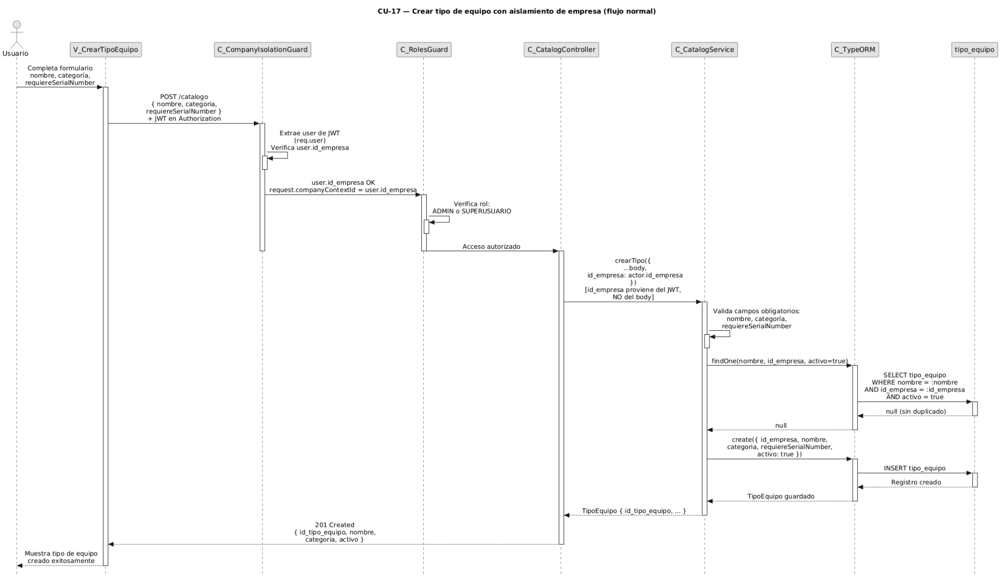 CU-17 — Crear tipo de equipo con aislamiento de empresa (flujo normal)
Usuario
V_CrearTipoEquipo
C_CompanyIsolationGuard
C_RolesGuard
C_CatalogController
C_CatalogService
C_TypeORM
tipo_equipo
Completa formulario
nombre, categoría,
requiereSerialNumber
POST /catalogo
{ nombre, categoria,
requiereSerialNumber }
+ JWT en Authorization
Extrae user de JWT
(req.user)
Verifica user.id_empresa
user.id_empresa OK
request.companyContextId = user.id_empresa
Verifica rol:
ADMIN o SUPERUSUARIO
Acceso autorizado
crearTipo({
...body,
id_empresa: actor.id_empresa
})
[id_empresa proviene del JWT,
NO del body]
Valida campos obligatorios:
nombre, categoría,
requiereSerialNumber
findOne(nombre, id_empresa, activo=true)
SELECT tipo_equipo
WHERE nombre = :nombre
AND id_empresa = :id_empresa
AND activo = true
null (sin duplicado)
null
create({ id_empresa, nombre,
categoria, requiereSerialNumber,
activo: true })
INSERT tipo_equipo
Registro creado
TipoEquipo guardado
TipoEquipo { id_tipo_equipo, ... }
201 Created
{ id_tipo_equipo, nombre,
categoria, activo }
Muestra tipo de equipo
creado exitosamente